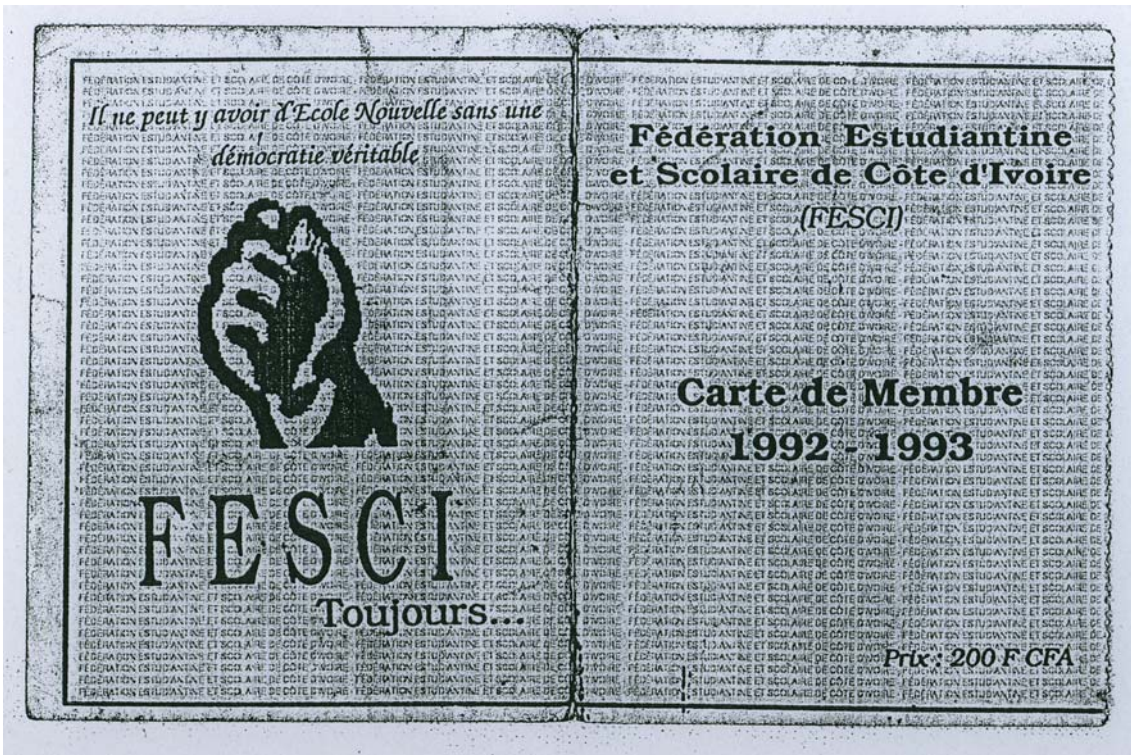 Il ne peut y avoir d'Ecole Nouvelle sans une
démocratie véritable
FESCI
Toujours...
Fédération Estudiantine
et Scolaire de Côte d'Ivoire
(FESCI)
Carte de Membre
1992 - 1993
Prix : 200 F CFA